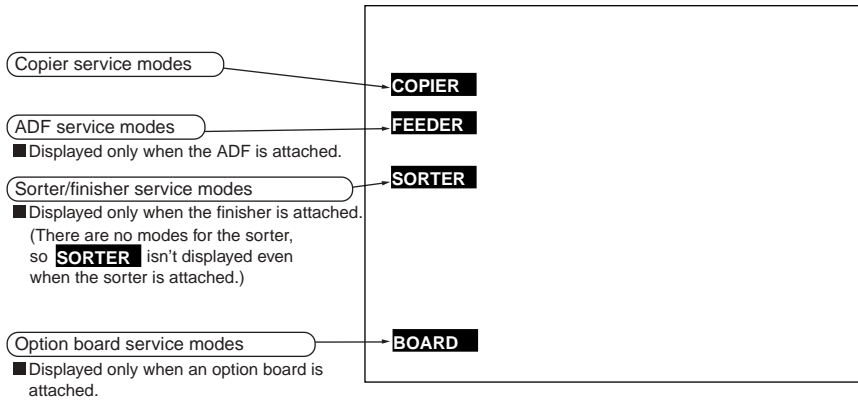 Copier service modes
COPIER
ADF service modes
FEEDER
■Displayed only when the ADF is attached.
Sorter/finisher service modes
SORTER
■Displayed only when the finisher is attached.
(There are no modes for the sorter,
so SORTER isn't displayed even
when the sorter is attached.)
Option board service modes
BOARD
■Displayed only when an option board is
attached.